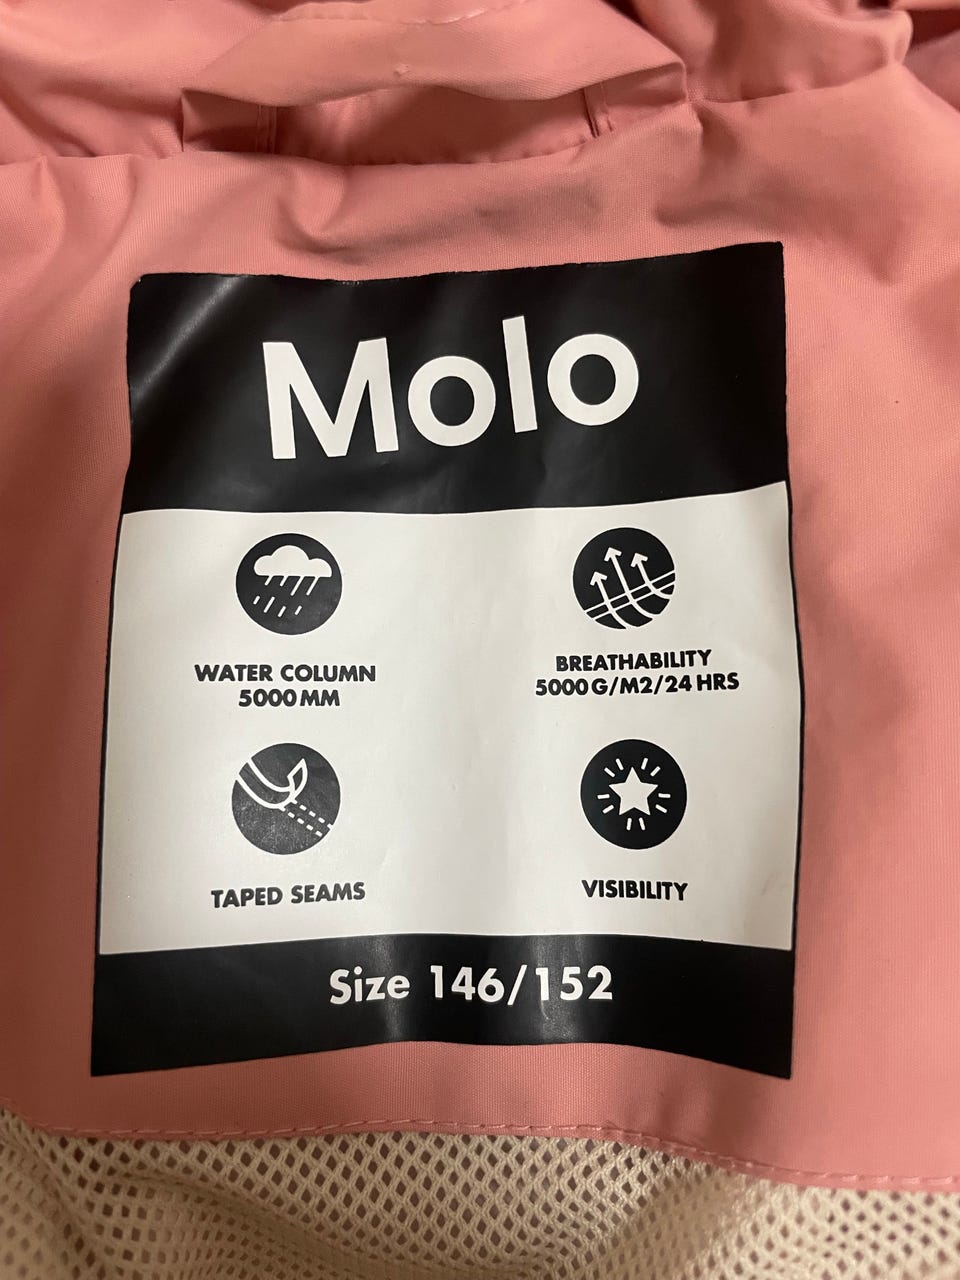 Molo
WATER COLUMN
5000 MM
BREATHABILITY
5000 G/M2/24 HRS
TAPED SEAMS
VISIBILITY
Size 146/152